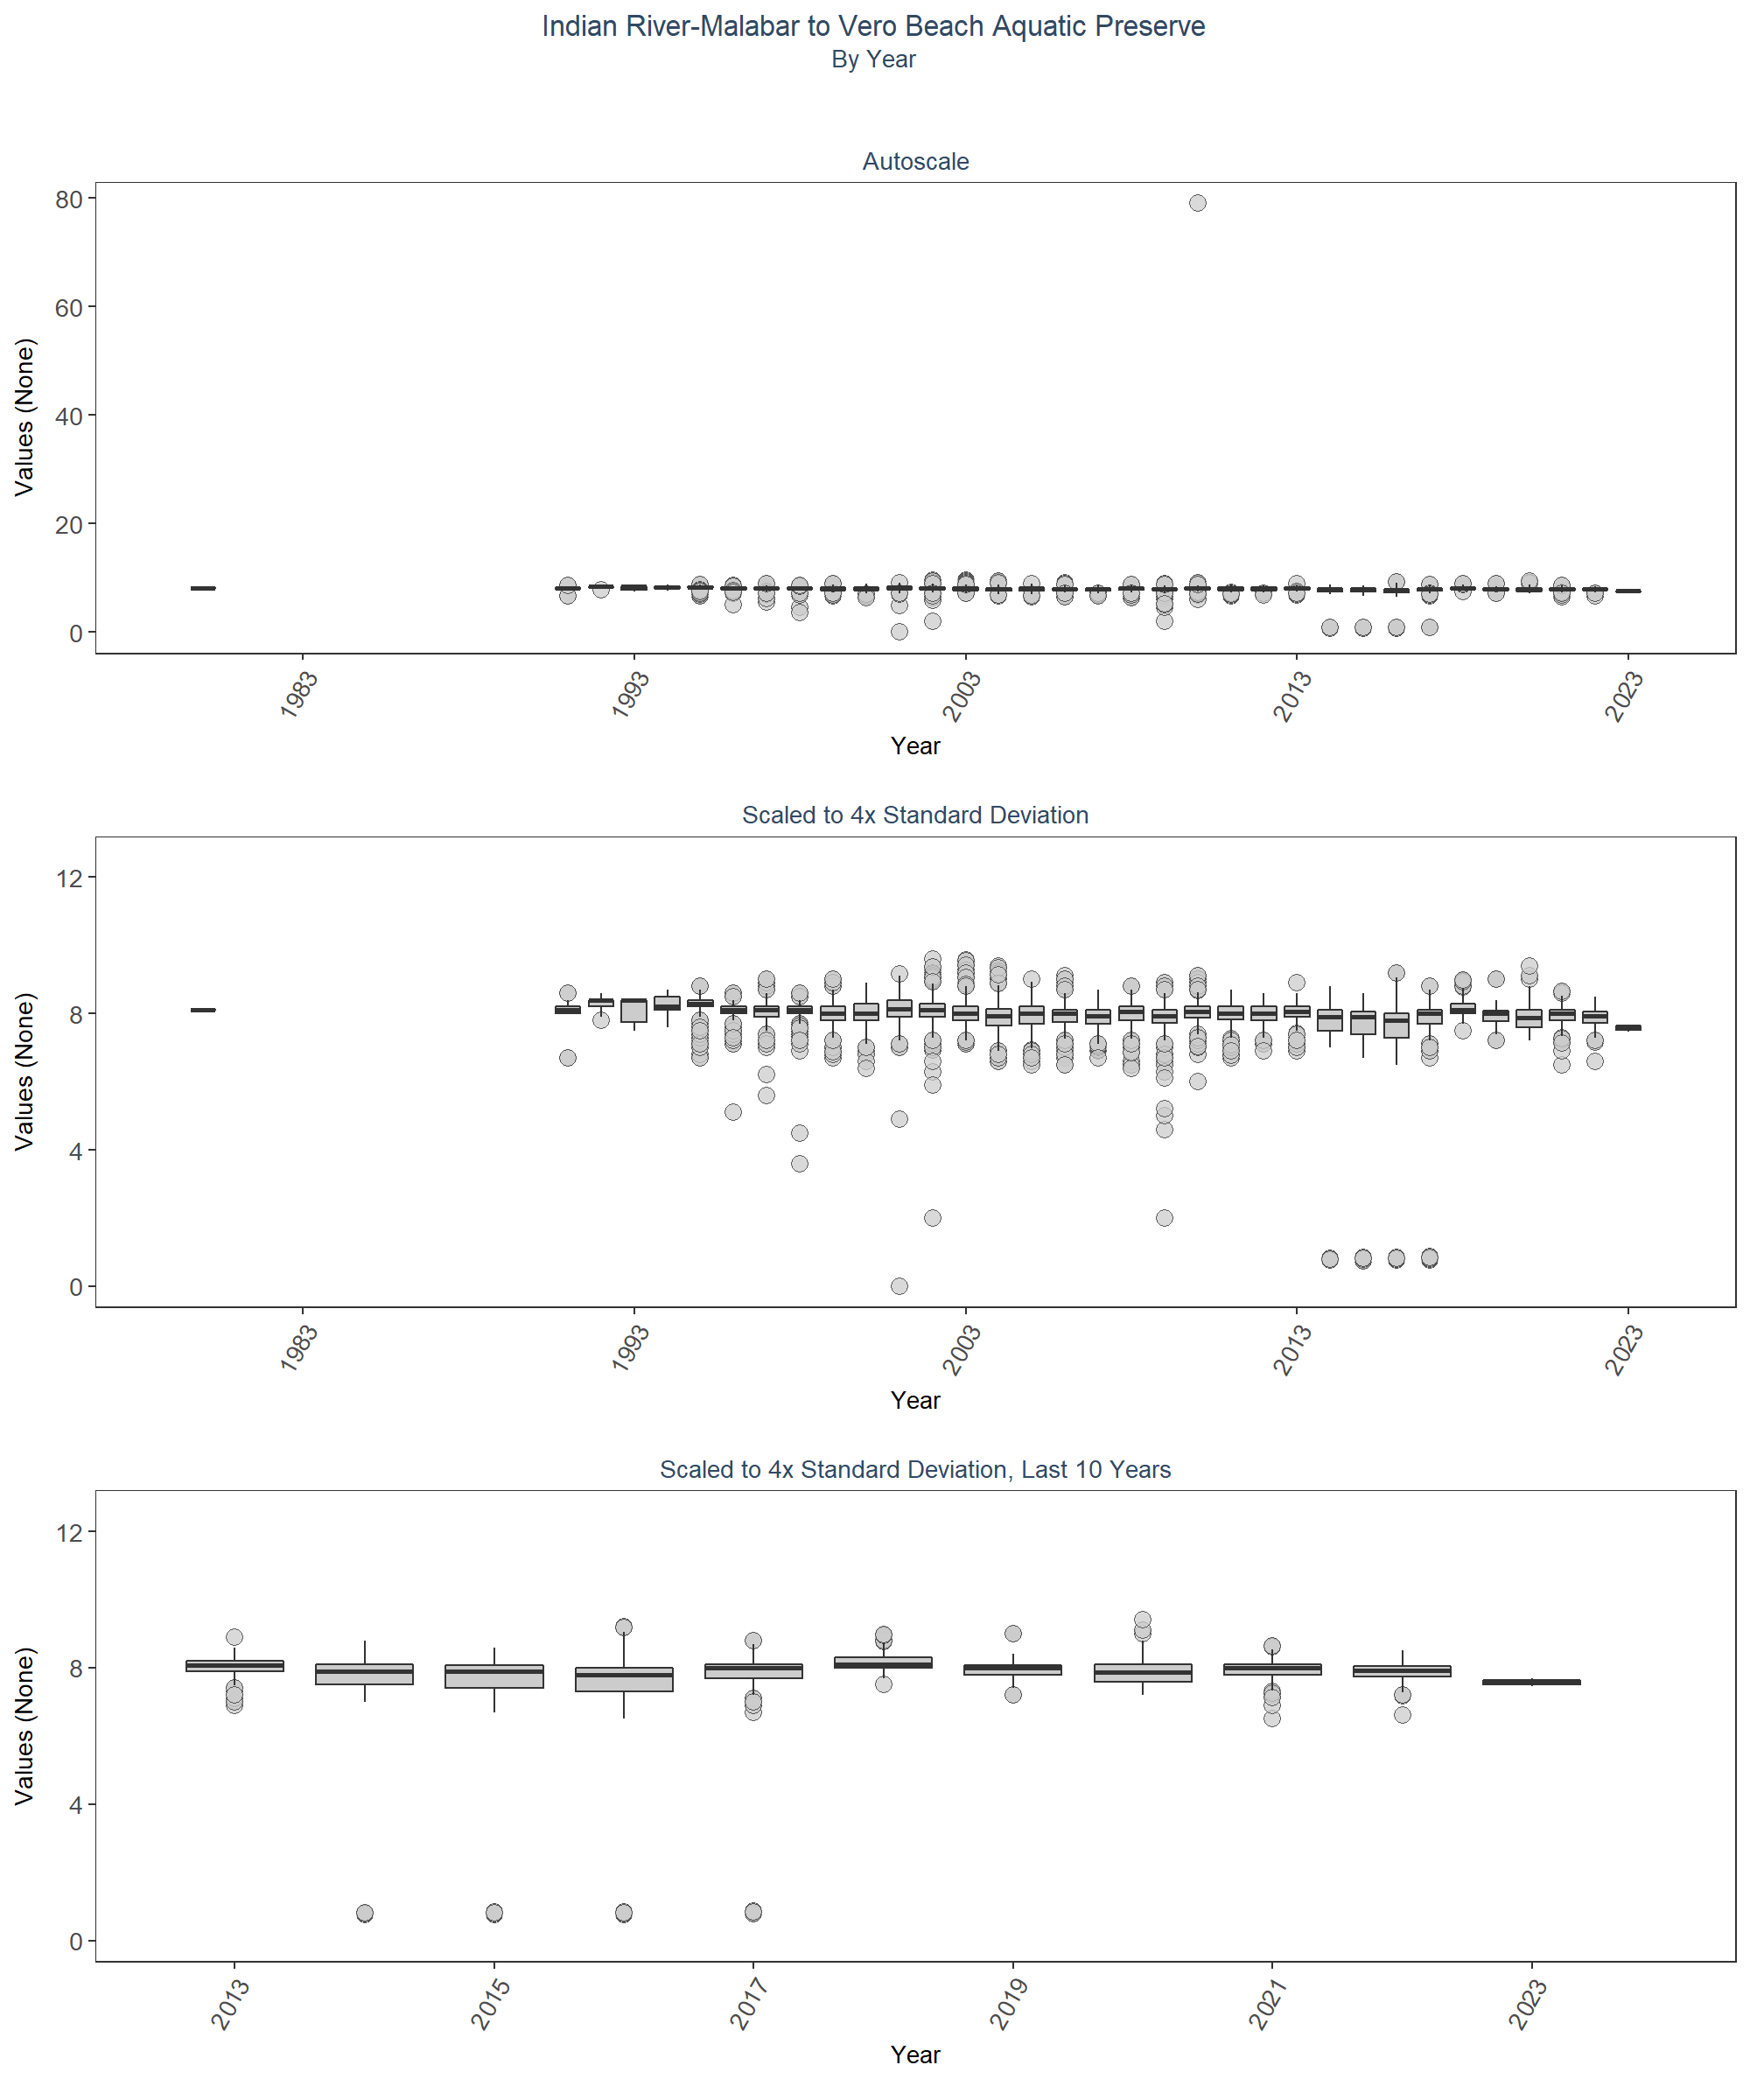 Indian River-Malabar to Vero Beach Aquatic Preserve
By Year
Autoscale
Values (None)
80
60
40
20
0
1983
1993
2003
2013
2023
Year
Scaled to 4x Standard Deviation
Values (None)
12
8
4
0
1983
1993
2003
2013
2023
Year
Scaled to 4x Standard Deviation, Last 10 Years
Values (None)
12
8
4
0
2013
2015
2017
2019
2021
2023
Year